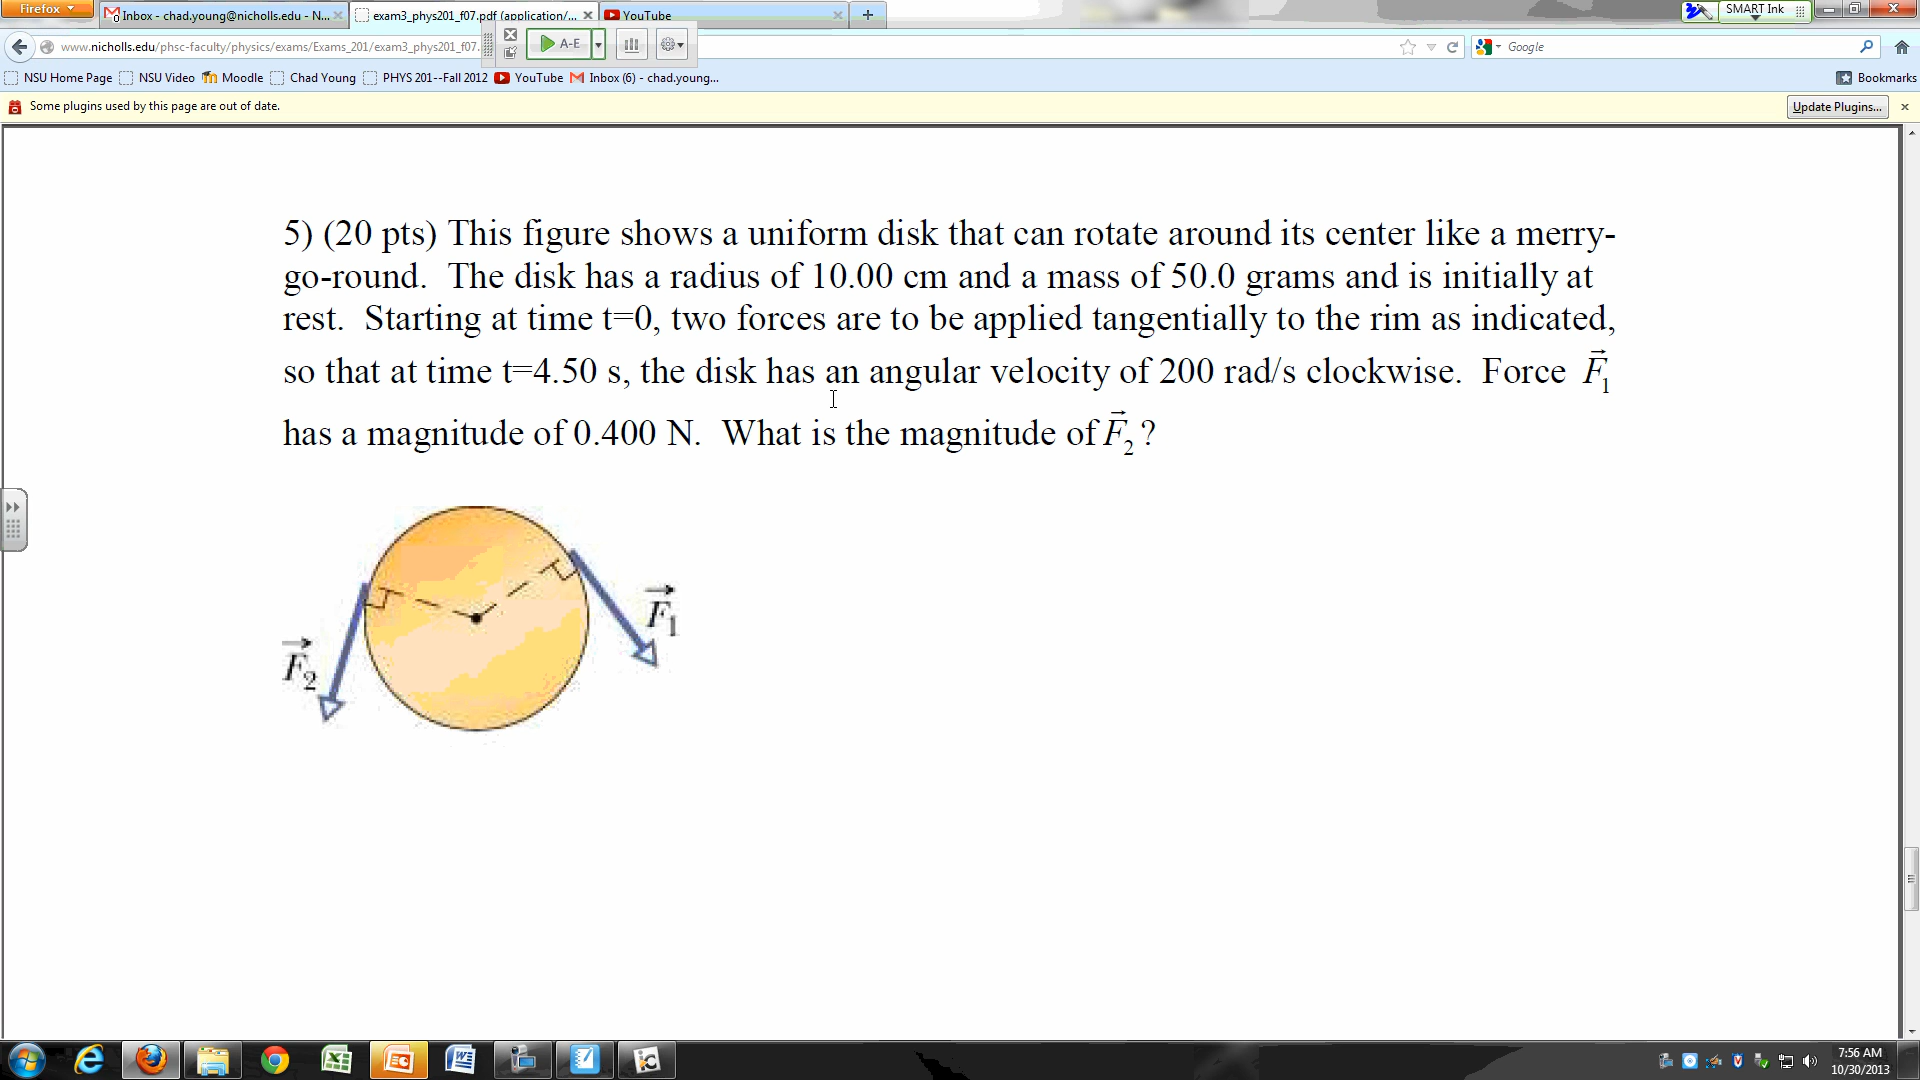 Firefox
Inbox - chad.young@nicholls.edu - N...
exam3_phys201_f07.pdf (application/...
YouTube
SMART Ink
www.nicholls.edu/phsc-faculty/physics/exams/Exams_201/exam3_phys201_f07.
A-E
Google
NSU Home Page
NSU Video
Moodle
Chad Young
PHYS 201--Fall 2012
YouTube
Inbox (6) - chad.young...
Bookmarks
Some plugins used by this page are out of date.
Update Plugins...
5) (20 pts) This figure shows a uniform disk that can rotate around its center like a merry-
go-round. The disk has a radius of 10.00 cm and a mass of 50.0 grams and is initially at
rest. Starting at time t=0, two forces are to be applied tangentially to the rim as indicated,
so that at time t=4.50 s, the disk has an angular velocity of 200 rad/s clockwise. Force F⃗₁
has a magnitude of 0.400 N. What is the magnitude of F⃗₂ ?
F⃗₁
F⃗₂
7:56 AM
10/30/2013